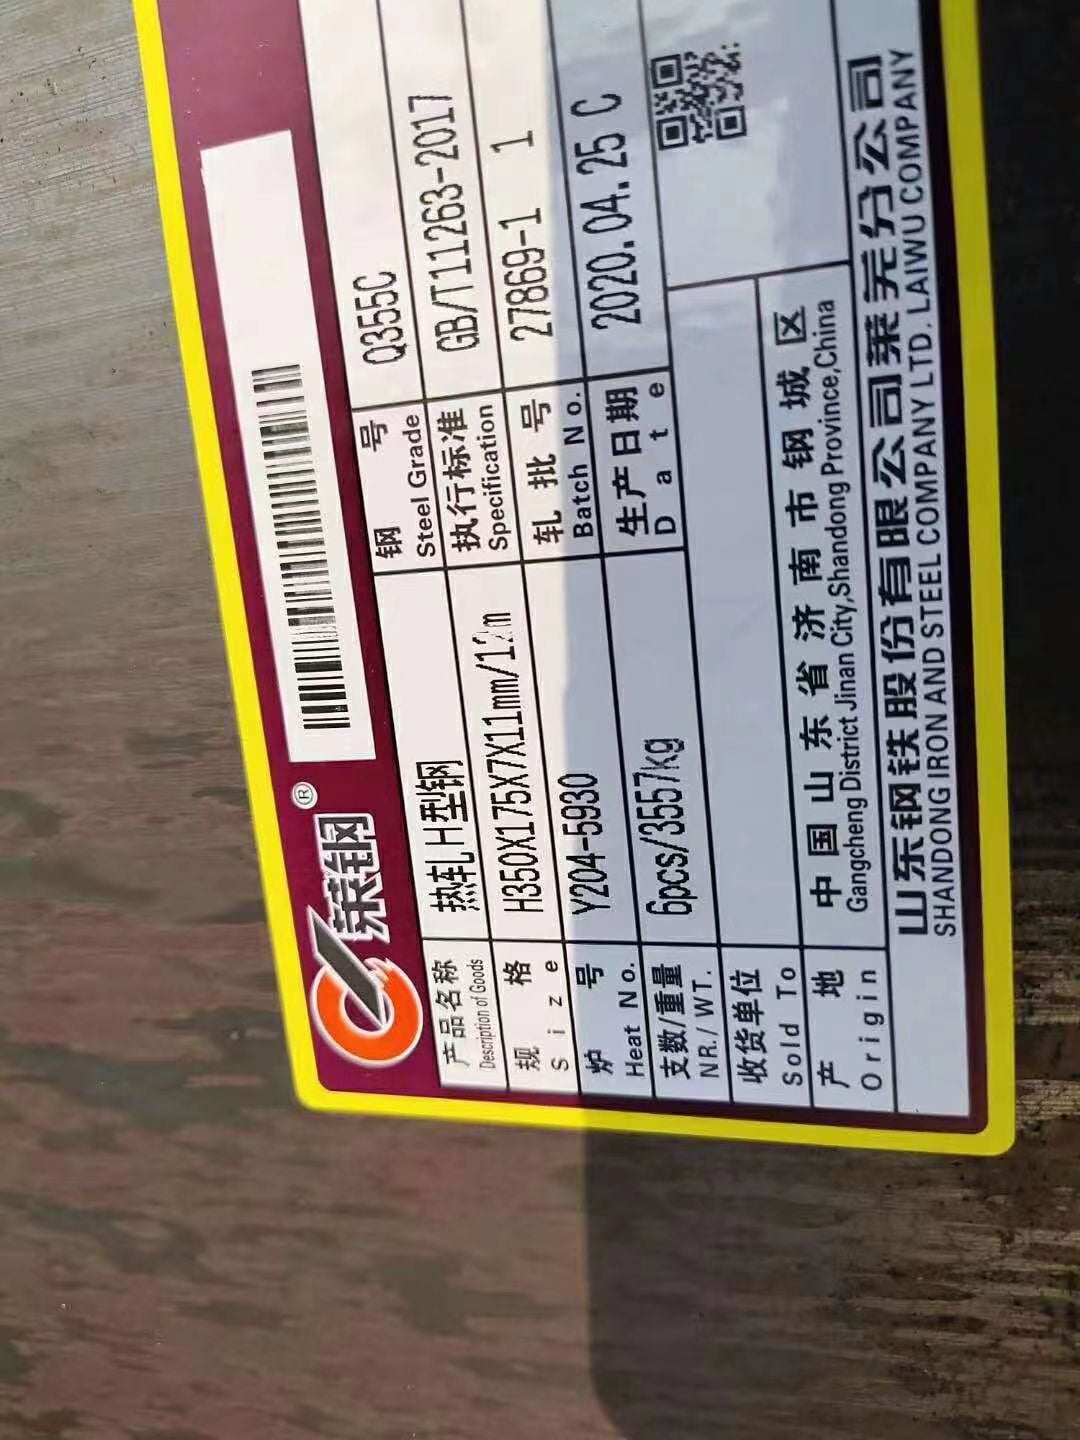 莱钢®
产品名称 热轧H型钢 钢号 Q355C
Description of Goods Steel Grade
规格 H350X175X7X11mm/12m 执行标准 GB/T11263-2017
Size Specification
炉号 Y204-5930 轧批号 27869-1 1
Heat No. Batch No.
支数/重量 6pcs/3557kg 生产日期 2020.04.25 C
NR./WT. Date
收货单位
Sold To
产地 中国山东省济南市钢城区
Origin Gangcheng District Jinan City,Shandong Province,China
山东钢铁股份有限公司莱芜分公司
SHANDONG IRON AND STEEL COMPANY LTD. LAIWU COMPANY